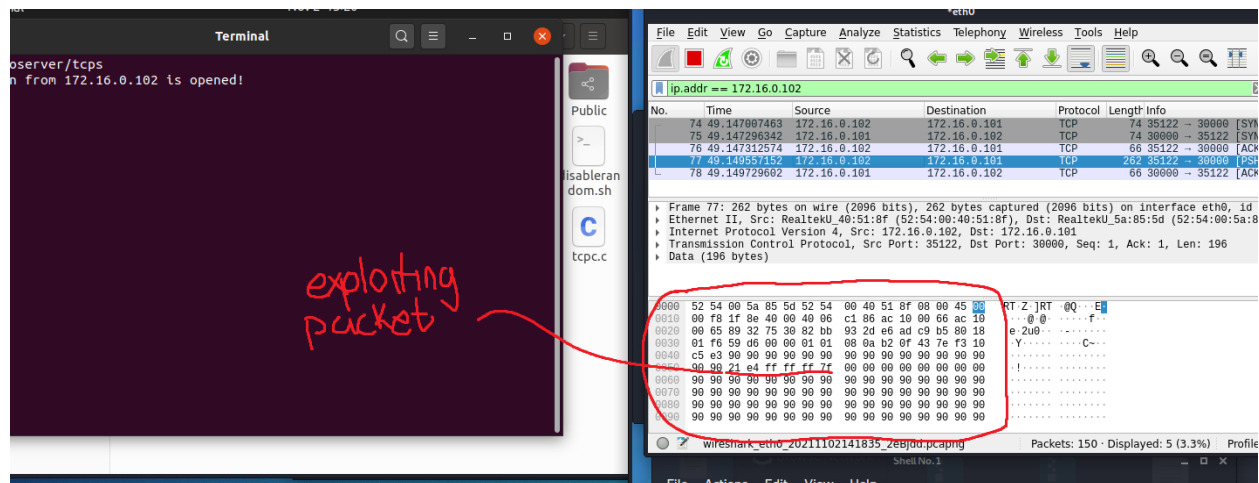 Terminal
oserver/tcps
n from 172.16.0.102 is opened!
Public
isableran
dom.sh
C
tcpc.c
exploiting
packet
*eth0
File Edit View Go Capture Analyze Statistics Telephony Wireless Tools Help
ip.addr == 172.16.0.102
No. Time Source Destination Protocol Length Info
74 49.147007463 172.16.0.102 172.16.0.101 TCP 74 35122 → 30000 [SYN
75 49.147296342 172.16.0.101 172.16.0.102 TCP 74 30000 → 35122 [SYN
76 49.147312574 172.16.0.102 172.16.0.101 TCP 66 35122 → 30000 [ACK
77 49.149557152 172.16.0.102 172.16.0.101 TCP 262 35122 → 30000 [PSH
78 49.149729602 172.16.0.101 172.16.0.102 TCP 66 30000 → 35122 [ACK
Frame 77: 262 bytes on wire (2096 bits), 262 bytes captured (2096 bits) on interface eth0, id
Ethernet II, Src: RealtekU_40:51:8f (52:54:00:40:51:8f), Dst: RealtekU_5a:85:5d (52:54:00:5a:8
Internet Protocol Version 4, Src: 172.16.0.102, Dst: 172.16.0.101
Transmission Control Protocol, Src Port: 35122, Dst Port: 30000, Seq: 1, Ack: 1, Len: 196
Data (196 bytes)
0000 52 54 00 5a 85 5d 52 54 00 40 51 8f 08 00 45 00 RT·Z·]RT ·@Q···E·
0010 00 f8 1f 8e 40 00 40 06 c1 86 ac 10 00 66 ac 10 ····@·@· ·····f··
0020 00 65 89 32 75 30 82 bb 93 2d e6 ad c9 b5 80 18 ·e·2u0·· ·-······
0030 01 f6 59 d6 00 00 01 01 08 0a b2 0f 43 7e f3 10 ··Y····· ····C~··
0040 c5 e3 90 90 90 90 90 90 90 90 90 90 90 90 90 90 ········ ········
0050 90 90 21 e4 ff ff ff 7f 00 00 00 00 00 00 00 00 ··!····· ········
0060 90 90 90 90 90 90 90 90 90 90 90 90 90 90 90 90 ········ ········
0070 90 90 90 90 90 90 90 90 90 90 90 90 90 90 90 90 ········ ········
0080 90 90 90 90 90 90 90 90 90 90 90 90 90 90 90 90 ········ ········
0090 90 90 90 90 90 90 90 90 90 90 90 90 90 90 90 90 ········ ········
wireshark_eth0_20211102141835_2eBjdd.pcapng Packets: 150 · Displayed: 5 (3.3%) Profile
Shell No.1
File Actions Edit View Help